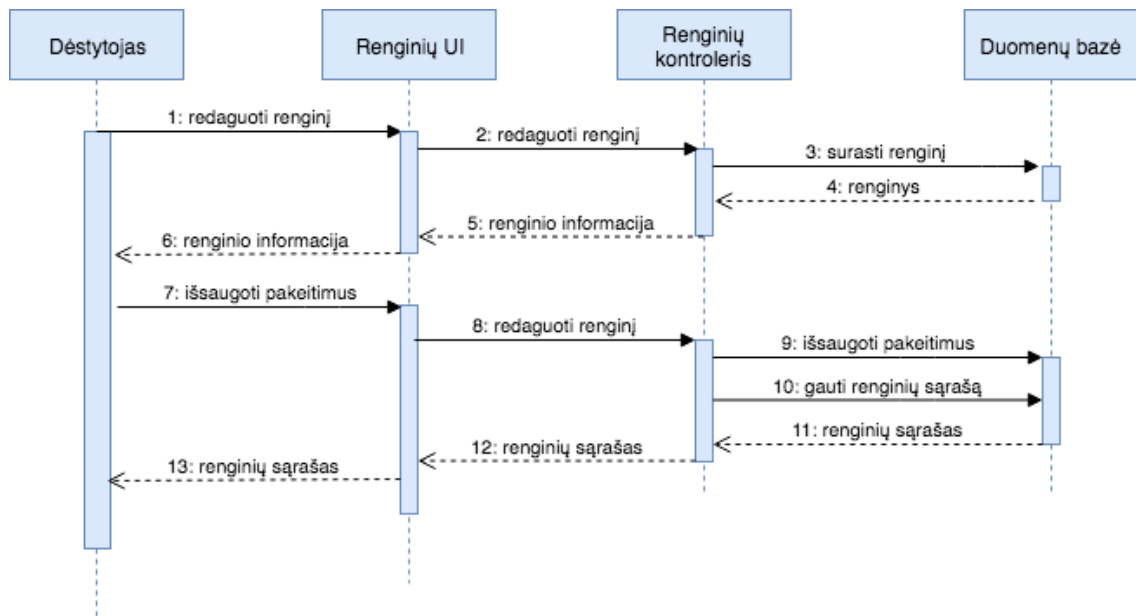 Dėstytojas
Renginių UI
Renginių
kontroleris
Duomenų bazė
1: redaguoti renginį
2: redaguoti renginį
3: surasti renginį
4: renginys
5: renginio informacija
6: renginio informacija
7: išsaugoti pakeitimus
8: redaguoti renginį
9: išsaugoti pakeitimus
10: gauti renginių sąrašą
11: renginių sąrašas
12: renginių sąrašas
13: renginių sąrašas